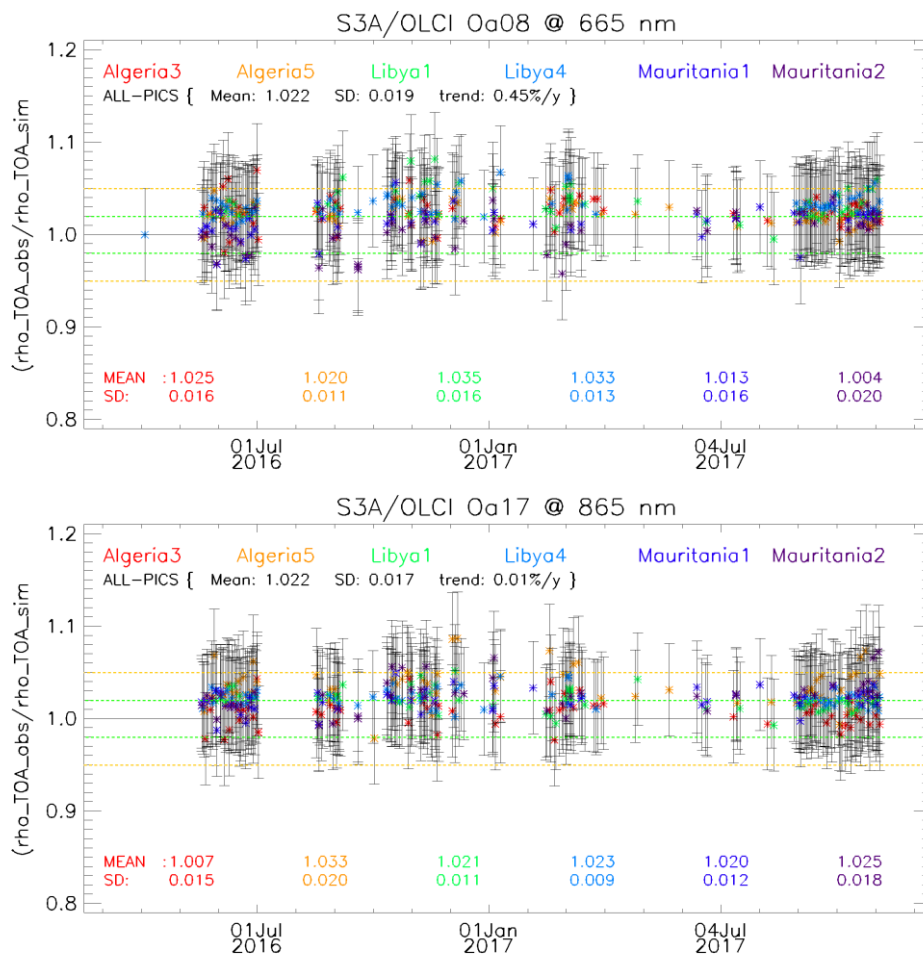 S3A/OLCI Oa08 @ 665 nm
(rho_TOA_obs/rho_TOA_sim
1.2
Algeria3 Algeria5 Libya1 Libya4 Mauritania1 Mauritania2
ALL-PICS { Mean: 1.022 SD: 0.019 trend: 0.45%/y }
1.1
1.0
0.9
MEAN : 1.025 1.020 1.035 1.033 1.013 1.004
SD: 0.016 0.011 0.016 0.013 0.016 0.020
0.8
01Jul 01Jan 04Jul
2016 2017 2017
S3A/OLCI Oa17 @ 865 nm
(rho_TOA_obs/rho_TOA_sim
1.2
Algeria3 Algeria5 Libya1 Libya4 Mauritania1 Mauritania2
ALL-PICS { Mean: 1.022 SD: 0.017 trend: 0.01%/y }
1.1
1.0
0.9
MEAN : 1.007 1.033 1.021 1.023 1.020 1.025
SD: 0.015 0.020 0.011 0.009 0.012 0.018
0.8
01Jul 01Jan 04Jul
2016 2017 2017